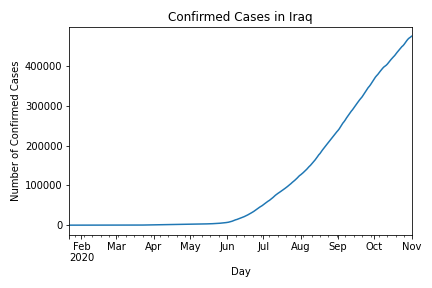 Confirmed Cases in Iraq
Number of Confirmed Cases
400000
300000
200000
100000
0
Feb Mar Apr May Jun Jul Aug Sep Oct Nov
2020
Day